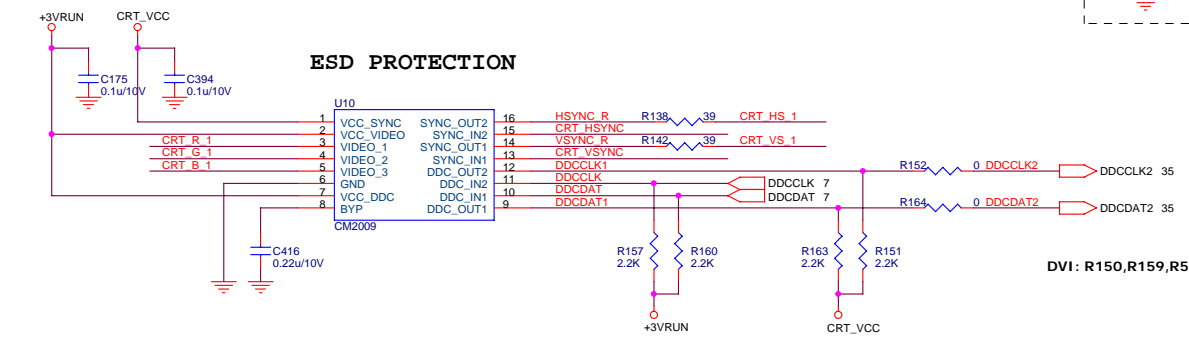 +3VRUN CRT_VCC
ESD PROTECTION
C175
0.1u/10V
C394
0.1u/10V
U10
1 VCC_SYNC SYNC_OUT2 16 HSYNC_R R138 39 CRT_HS_1
2 VCC_VIDEO SYNC_IN2 15 CRT_HSYNC
CRT_R_1 3 VIDEO_1 SYNC_OUT1 14 VSYNC_R R142 39 CRT_VS_1
CRT_G_1 4 VIDEO_2 SYNC_IN1 13 CRT_VSYNC
CRT_B_1 5 VIDEO_3 DDC_OUT2 12 DDCCLK1 R152 0 DDCCLK2 DDCCLK2 35
6 GND DDC_IN2 11 DDCCLK DDCCLK 7
7 VCC_DDC DDC_IN1 10 DDCDAT DDCDAT 7
8 BYP DDC_OUT1 9 DDCDAT1 R164 0 DDCDAT2 DDCDAT2 35
CM2009
C416
0.22u/10V
R157
2.2K
R160
2.2K
R163
2.2K
R151
2.2K
DVI: R150,R159,R5
+3VRUN
CRT_VCC